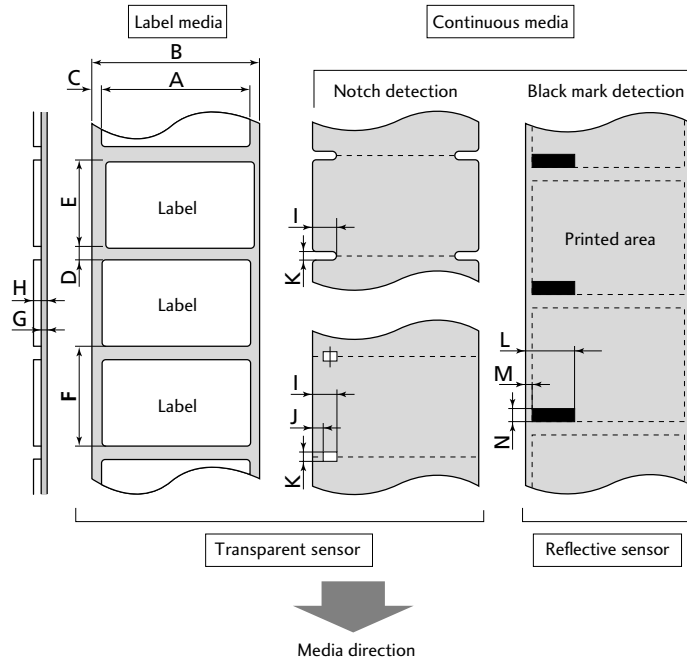 Label media
Continuous media
B
C
A
Notch detection
Black mark detection
E
Label
I
Printed area
D
K
H
Label
G
L
I
M
F
Label
J
N
K
Transparent sensor
Reflective sensor
Media direction